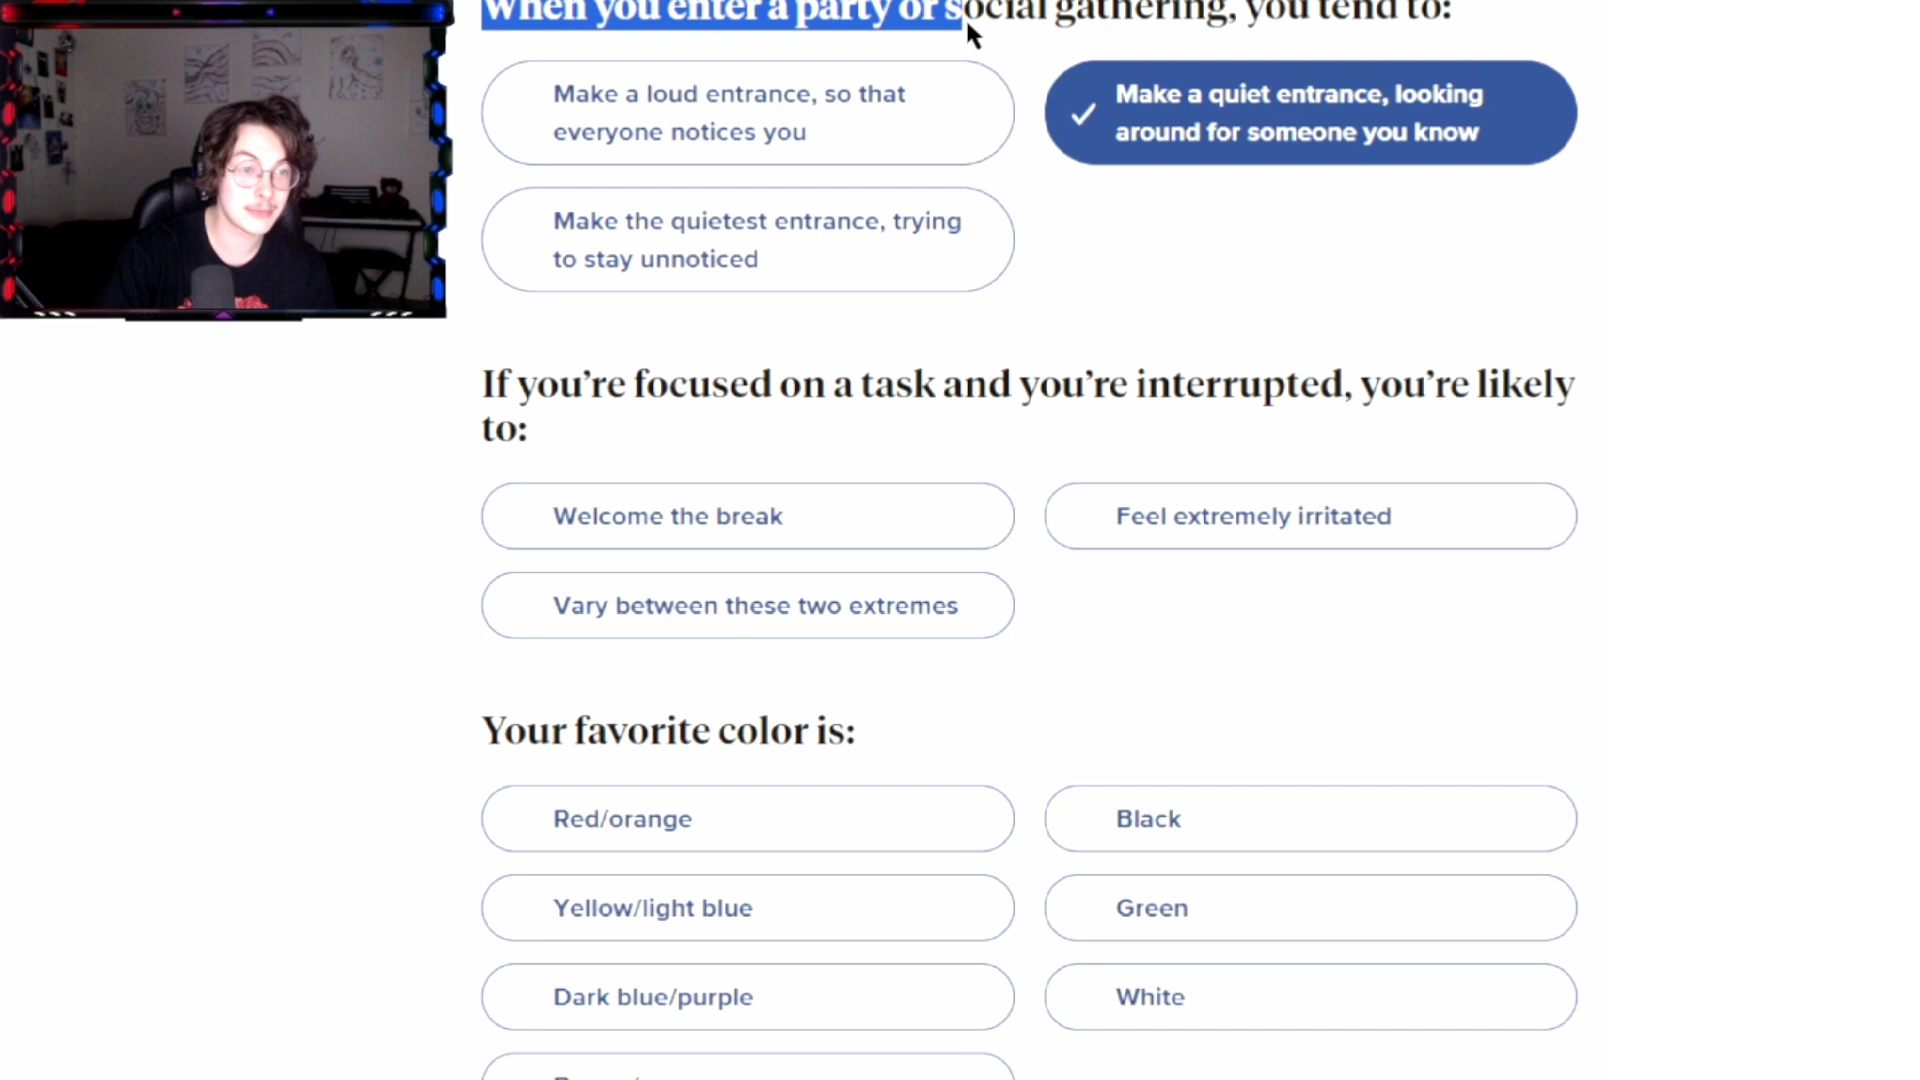 When you enter a party or social gathering, you tend to:
Make a loud entrance, so that
everyone notices you
Make a quiet entrance, looking
around for someone you know
Make the quietest entrance, trying
to stay unnoticed
If you’re focused on a task and you’re interrupted, you’re likely
to:
Welcome the break
Feel extremely irritated
Vary between these two extremes
Your favorite color is:
Red/orange
Black
Yellow/light blue
Green
Dark blue/purple
White